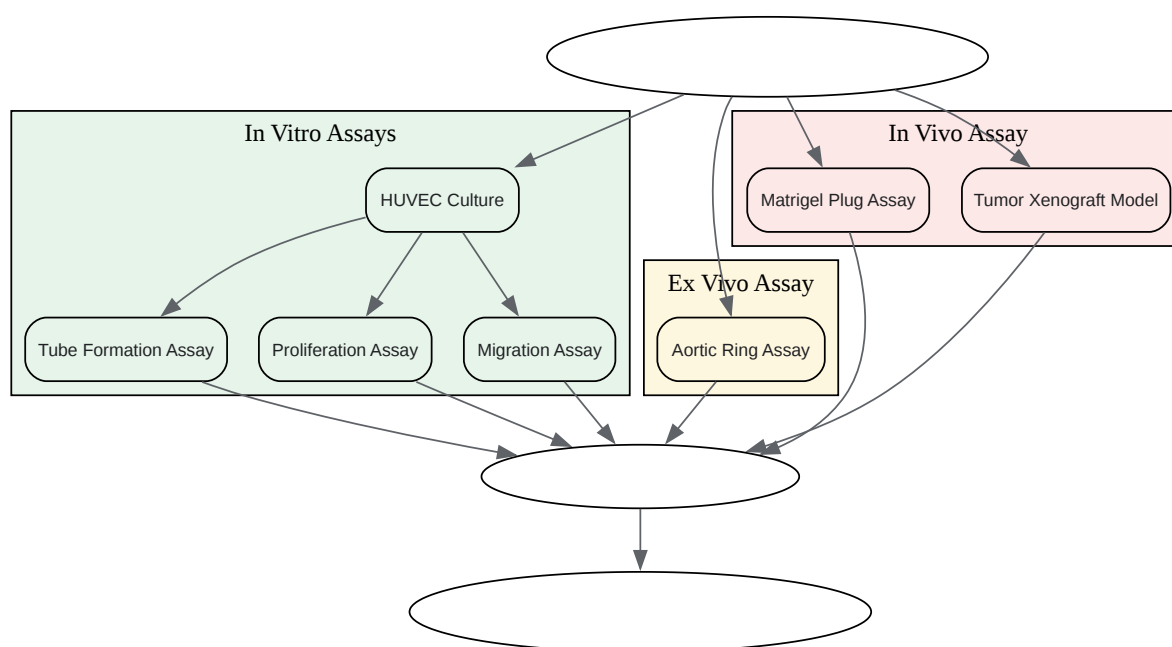 In Vitro Assays
In Vivo Assay
HUVEC Culture
Matrigel Plug Assay
Tumor Xenograft Model
Ex Vivo Assay
Tube Formation Assay
Proliferation Assay
Migration Assay
Aortic Ring Assay